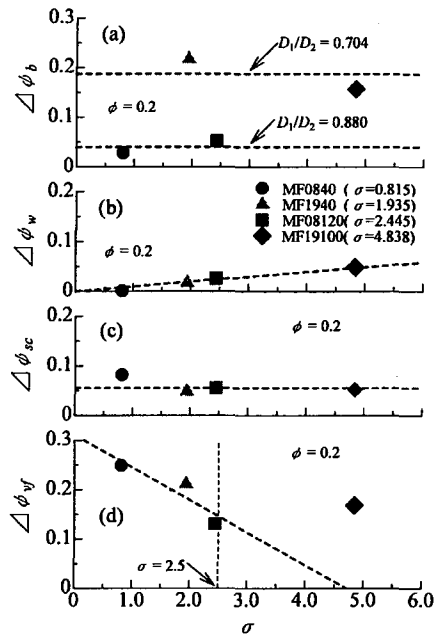 0.3
(a)
D₁/D₂ = 0.704
0.2
Δϕb
ϕ = 0.2
0.1
D₁/D₂ = 0.880
0
● MF0840 ( σ=0.815)
0.1
(b)
▲ MF1940 ( σ=1.935)
Δϕw
■ MF08120( σ=2.445)
0.05
ϕ = 0.2
◆ MF19100( σ=4.838)
0
(c)
ϕ = 0.2
0.1
Δϕsc
0.05
0
0.3
ϕ = 0.2
0.2
Δϕvf
(d)
0.1
σ = 2.5
0
0 1.0 2.0 3.0 4.0 5.0 6.0
σ